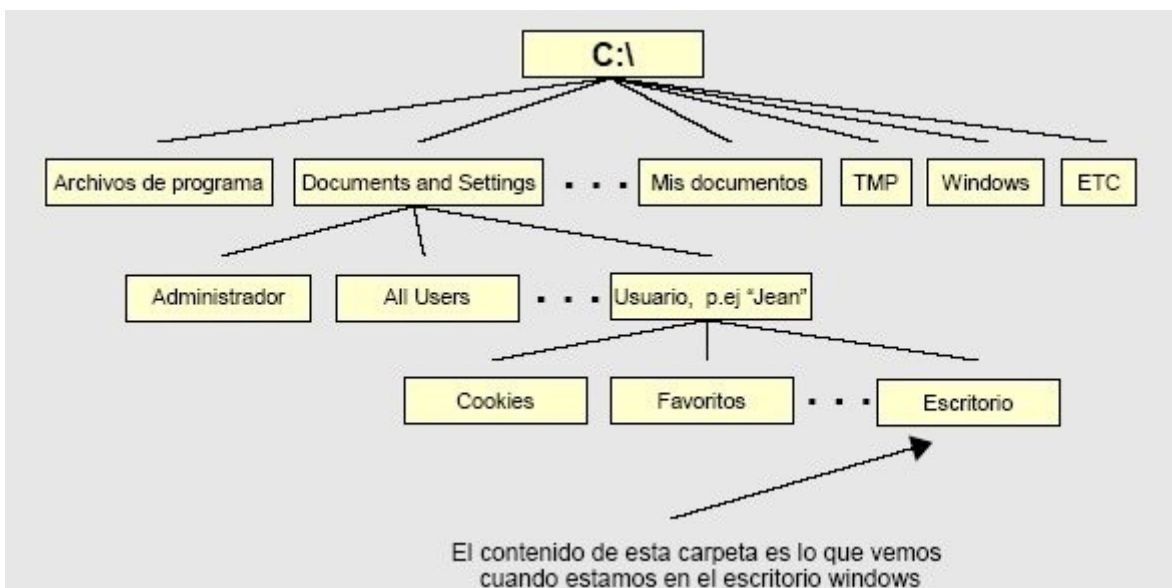 C:\
Archivos de programa
Documents and Settings
Mis documentos
TMP
Windows
ETC
Administrador
All Users
Usuario, p.ej “Jean”
Cookies
Favoritos
Escritorio
El contenido de esta carpeta es lo que vemos
cuando estamos en el escritorio windows